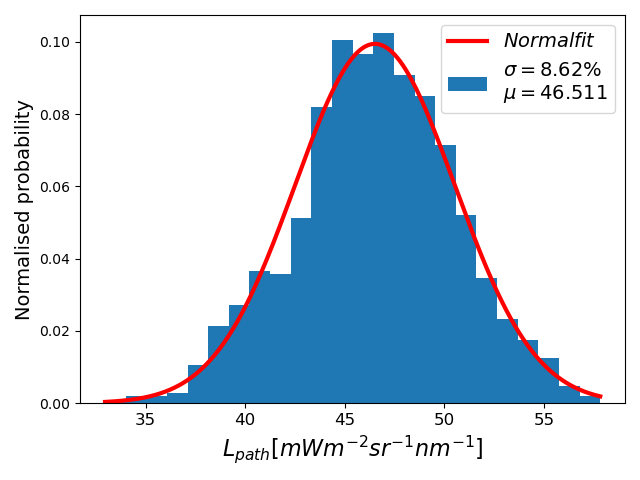 Normalfit
σ = 8.62%
μ = 46.511
Normalised probability
0.10
0.08
0.06
0.04
0.02
0.00
35 40 45 50 55
L_path[mWm⁻²sr⁻¹nm⁻¹]